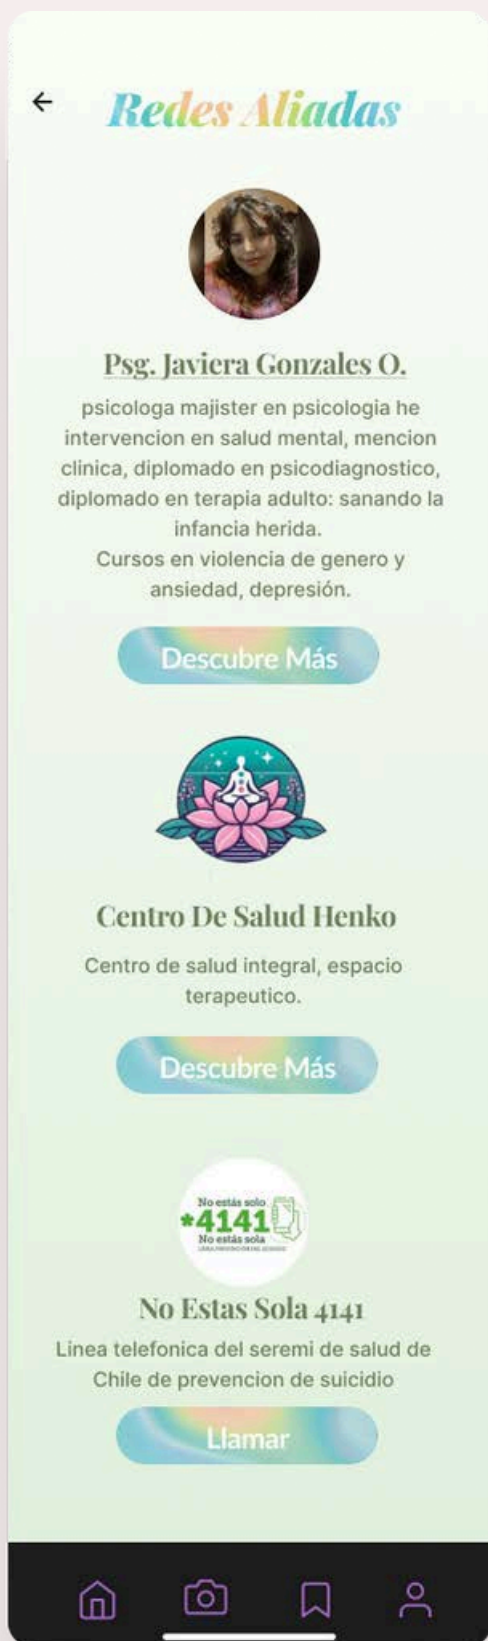 Redes Aliadas
Psg. Javiera Gonzales O.
psicologa majister en psicologia he
intervencion en salud mental, mencion
clinica, diplomado en psicodiagnostico,
diplomado en terapia adulto: sanando la
infancia herida.
Cursos en violencia de genero y
ansiedad, depresión.
Descubre Más
Centro De Salud Henko
Centro de salud integral, espacio
terapeutico.
Descubre Más
No estás solo
*4141
No estás sola
No Estas Sola 4141
Linea telefonica del seremi de salud de
Chile de prevencion de suicidio
Llamar